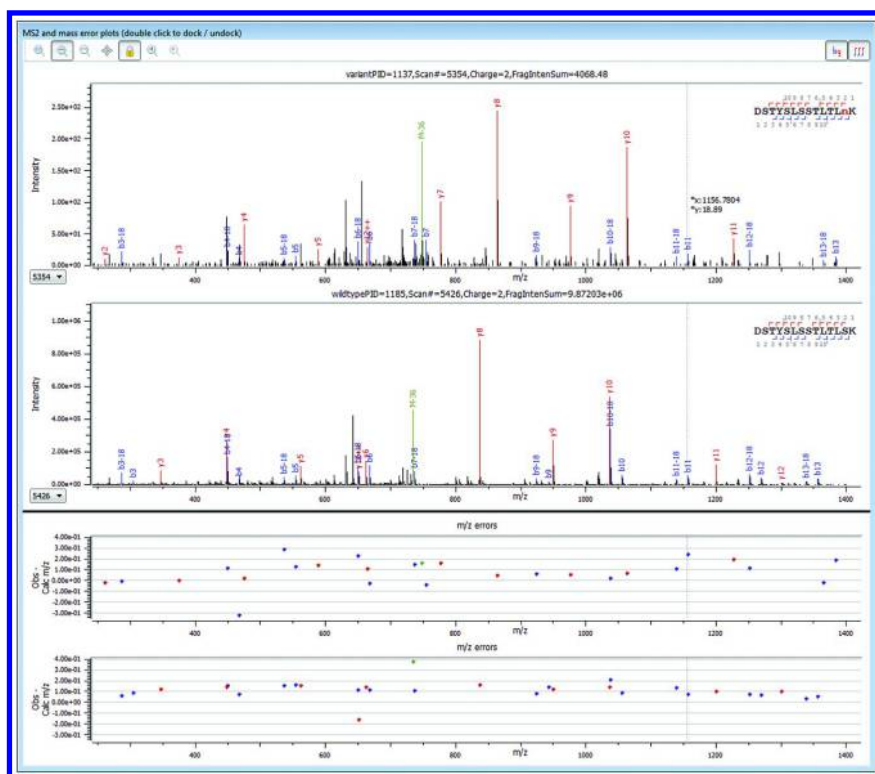 MS2 and mass error plots (double click to dock / undock)
variantPID=1137,Scan#=5354,Charge=2,FragIntenSum=4068.48
Intensity
2.50e+02
2.00e+02
1.50e+02
1.00e+02
5.00e+01
0.00e+00
y2
b3-18
y3
b4-18
b4
y4
b5-18
b5
y5
b6-18
y12++
M-36
y7
b7-18
b7
y8
b9-18
y9
b10-18
y10
b11-18
b11
y11
b12-18
b13-18
b13
*x:1156.7804
*y:18.89
DSTYSLSSTLTLnK
5354
400 600 800 1000 1200 1400
m/z
wildtypePID=1185,Scan#=5426,Charge=2,FragIntenSum=9.87203e+06
Intensity
1.00e+06
8.00e+05
6.00e+05
4.00e+05
2.00e+05
0.00e+00
b3-18
b3
y3
b4-18
y4
b4
b5-18
b5
y5
y6
b6
M-36
b7-18
y8
b9-18
b9
y9
b10-18
y10
b10
b11-18
b11
y11
b12-18
b12
y12
b13-18
b13
DSTYSLSSTLTLSK
5426
400 600 800 1000 1200 1400
m/z
m/z errors
Obs -
Calc m/z
4.00e-01
3.00e-01
2.00e-01
1.00e-01
0.00e+00
-1.00e-01
-2.00e-01
-3.00e-01
400 600 800 1000 1200 1400
m/z
m/z errors
Obs -
Calc m/z
4.00e-01
3.00e-01
2.00e-01
1.00e-01
0.00e+00
-1.00e-01
-2.00e-01
-3.00e-01
400 600 800 1000 1200 1400
m/z